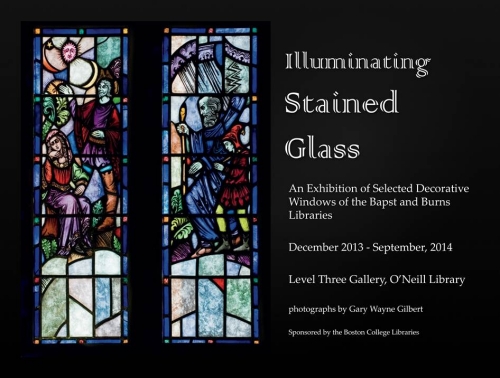 Illuminating
Stained
Glass
An Exhibition of Selected Decorative
Windows of the Bapst and Burns
Libraries
December 2013 - September, 2014
Level Three Gallery, O'Neill Library
photographs by Gary Wayne Gilbert
Sponsored by the Boston College Libraries